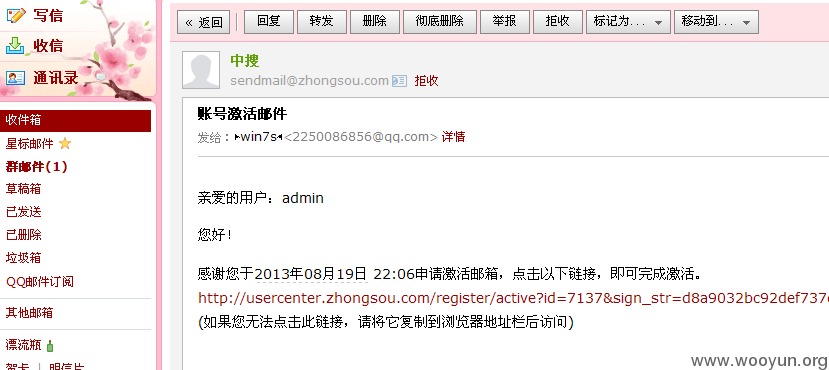 写信
收信
通讯录
收件箱
星标邮件
群邮件(1)
草稿箱
已发送
已删除
垃圾箱
QQ邮件订阅
其他邮箱
漂流瓶
贺卡 | 明信片
« 返回 回复 转发 删除 彻底删除 举报 拒收 标记为... 移动到...
中搜
sendmail@zhongsou.com 拒收
账号激活邮件
发给:win7s<2250086856@qq.com> 详情
亲爱的用户:admin
您好!
感谢您于2013年08月19日 22:06申请激活邮箱,点击以下链接,即可完成激活。
http://usercenter.zhongsou.com/register/active?id=7137&sign_str=d8a9032bc92def737
(如果您无法点击此链接,请将它复制到浏览器地址栏后访问)
www.wooyun.org